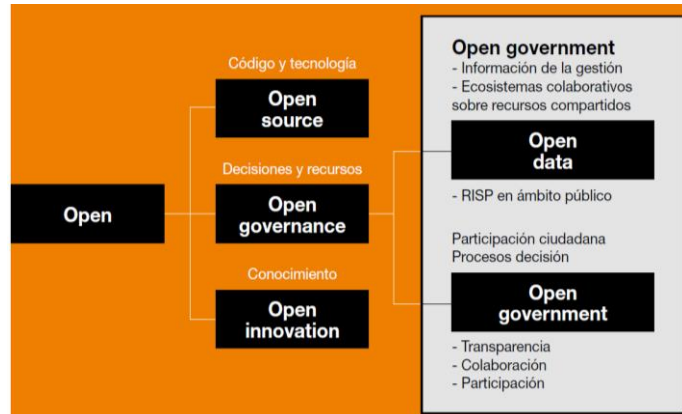 Open
Código y tecnología
Open
source
Decisiones y recursos
Open
governance
Conocimiento
Open
innovation
Open government
- Información de la gestión
- Ecosistemas colaborativos
sobre recursos compartidos
Open
data
- RISP en ámbito público
Participación ciudadana
Procesos decisión
Open
government
- Transparencia
- Colaboración
- Participación